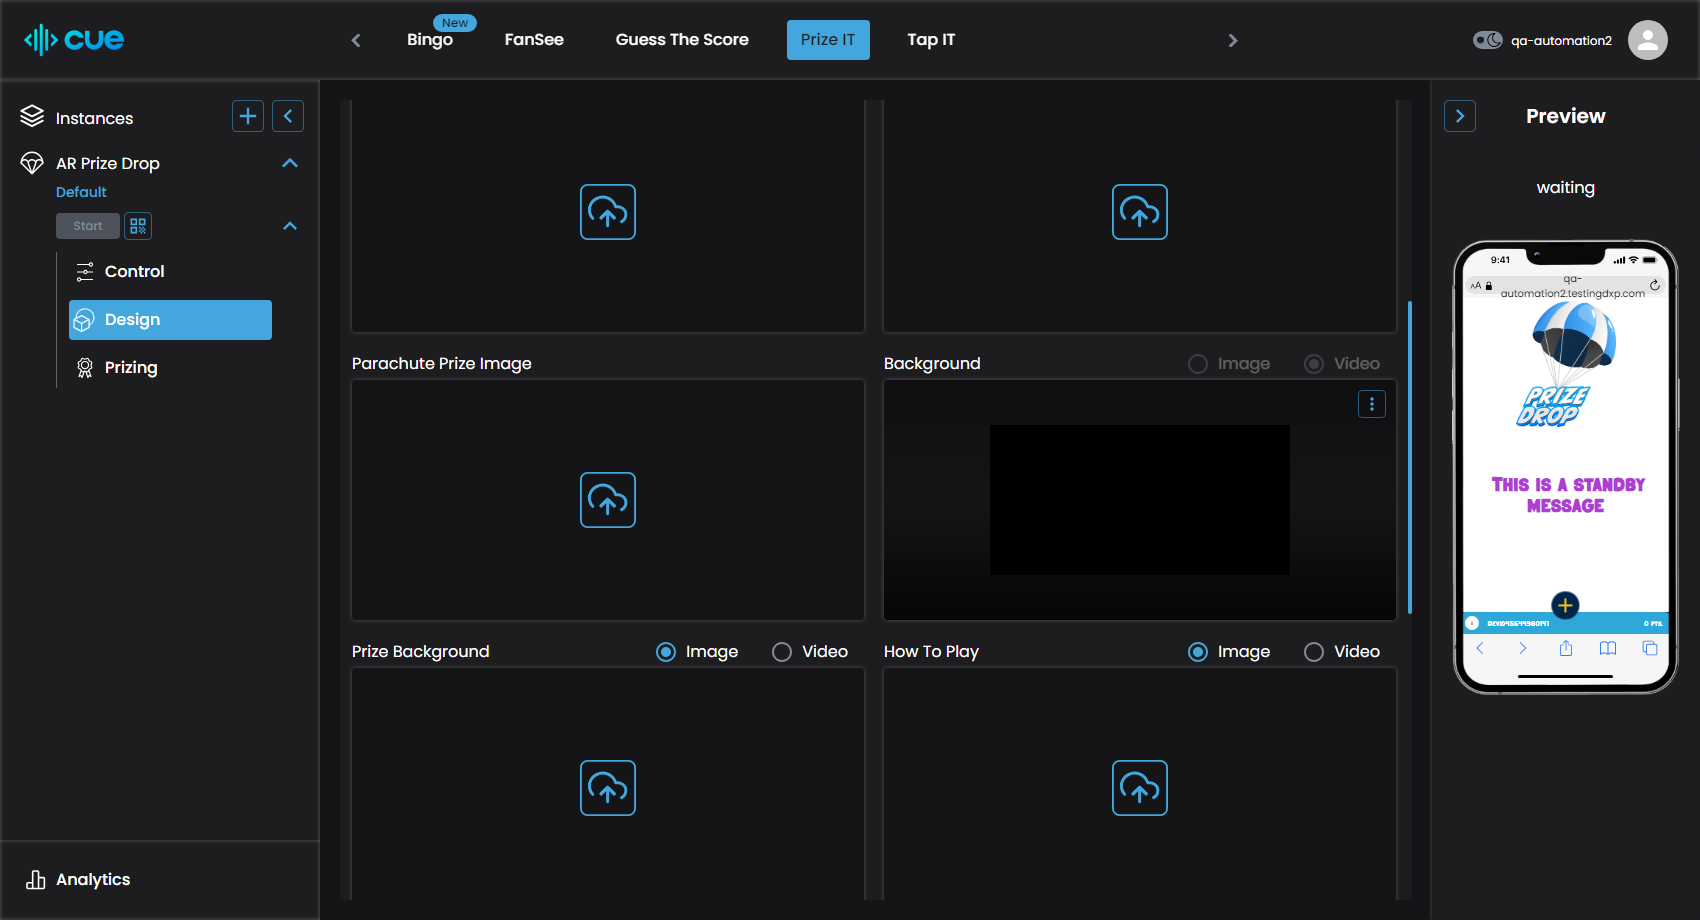 cue
New
Bingo
FanSee
Guess The Score
Prize IT
Tap IT
qa-automation2
Instances
AR Prize Drop
Default
Start
Control
Design
Prizing
Analytics
Parachute Prize Image
Background
Image
Video
Prize Background
Image
Video
How To Play
Image
Video
Preview
waiting
9:41
AA
qa-
automation2.testingdxp.com
PRIZE
DROP
THIS IS A STANDBY
MESSAGE
0 PTS.